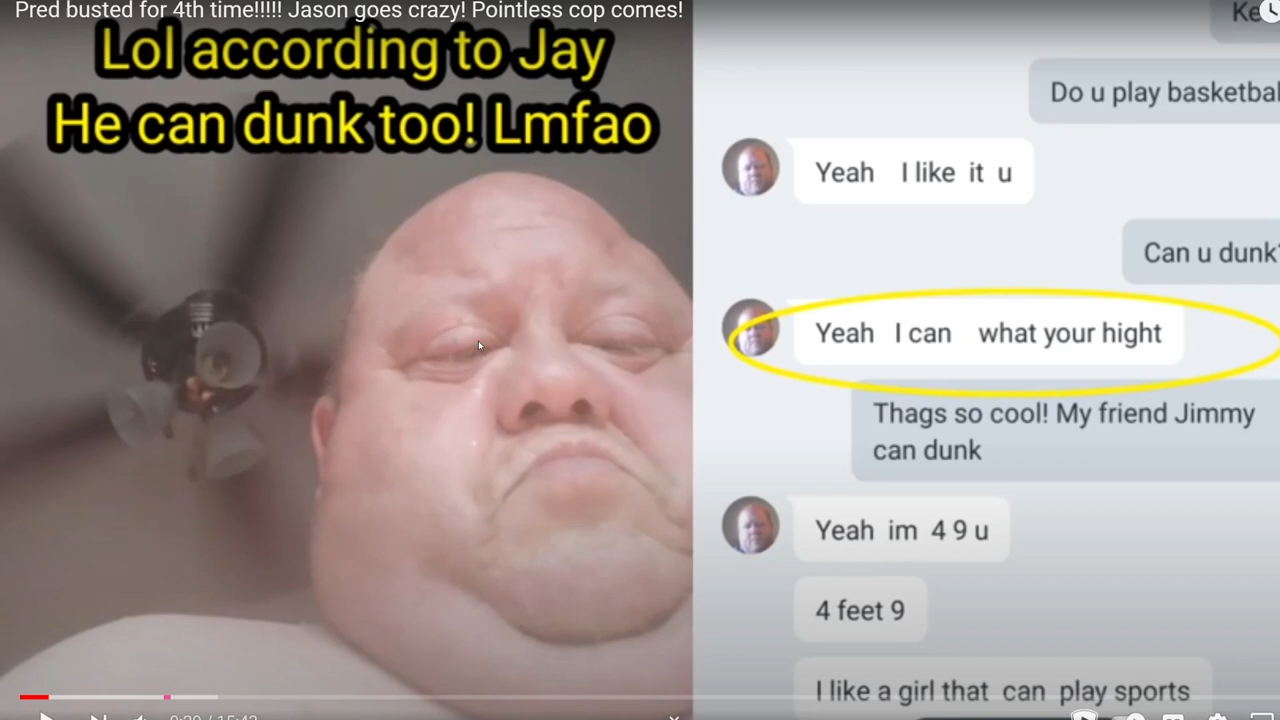 Pred busted for 4th time!!!!! Jason goes crazy! Pointless cop comes!
Lol according to Jay
He can dunk too! Lmfao
Do u play basketbal
Yeah I like it u
Can u dunk?
Yeah I can what your hight
Thags so cool! My friend Jimmy
can dunk
Yeah im 4 9 u
4 feet 9
I like a girl that can play sports